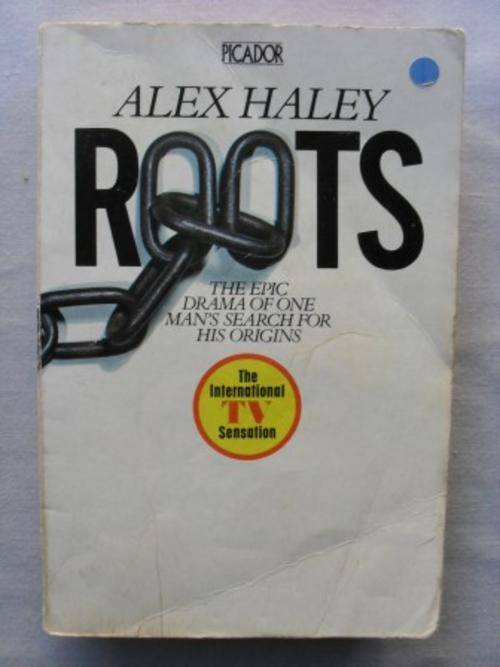 PICADOR
ALEX HALEY
ROOTS
THE EPIC
DRAMA OF ONE
MAN'S SEARCH FOR
HIS ORIGINS
The
International
TV
Sensation